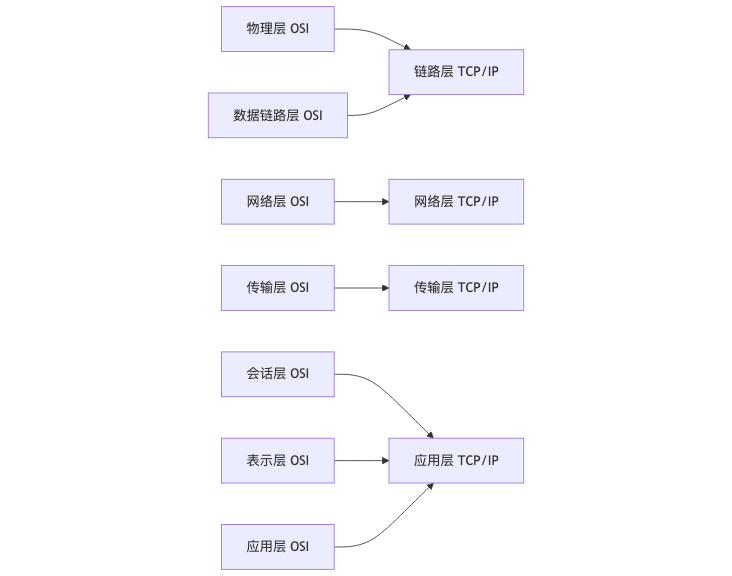 物理层 OSI
链路层 TCP/IP
数据链路层 OSI
网络层 OSI
网络层 TCP/IP
传输层 OSI
传输层 TCP/IP
会话层 OSI
表示层 OSI
应用层 TCP/IP
应用层 OSI